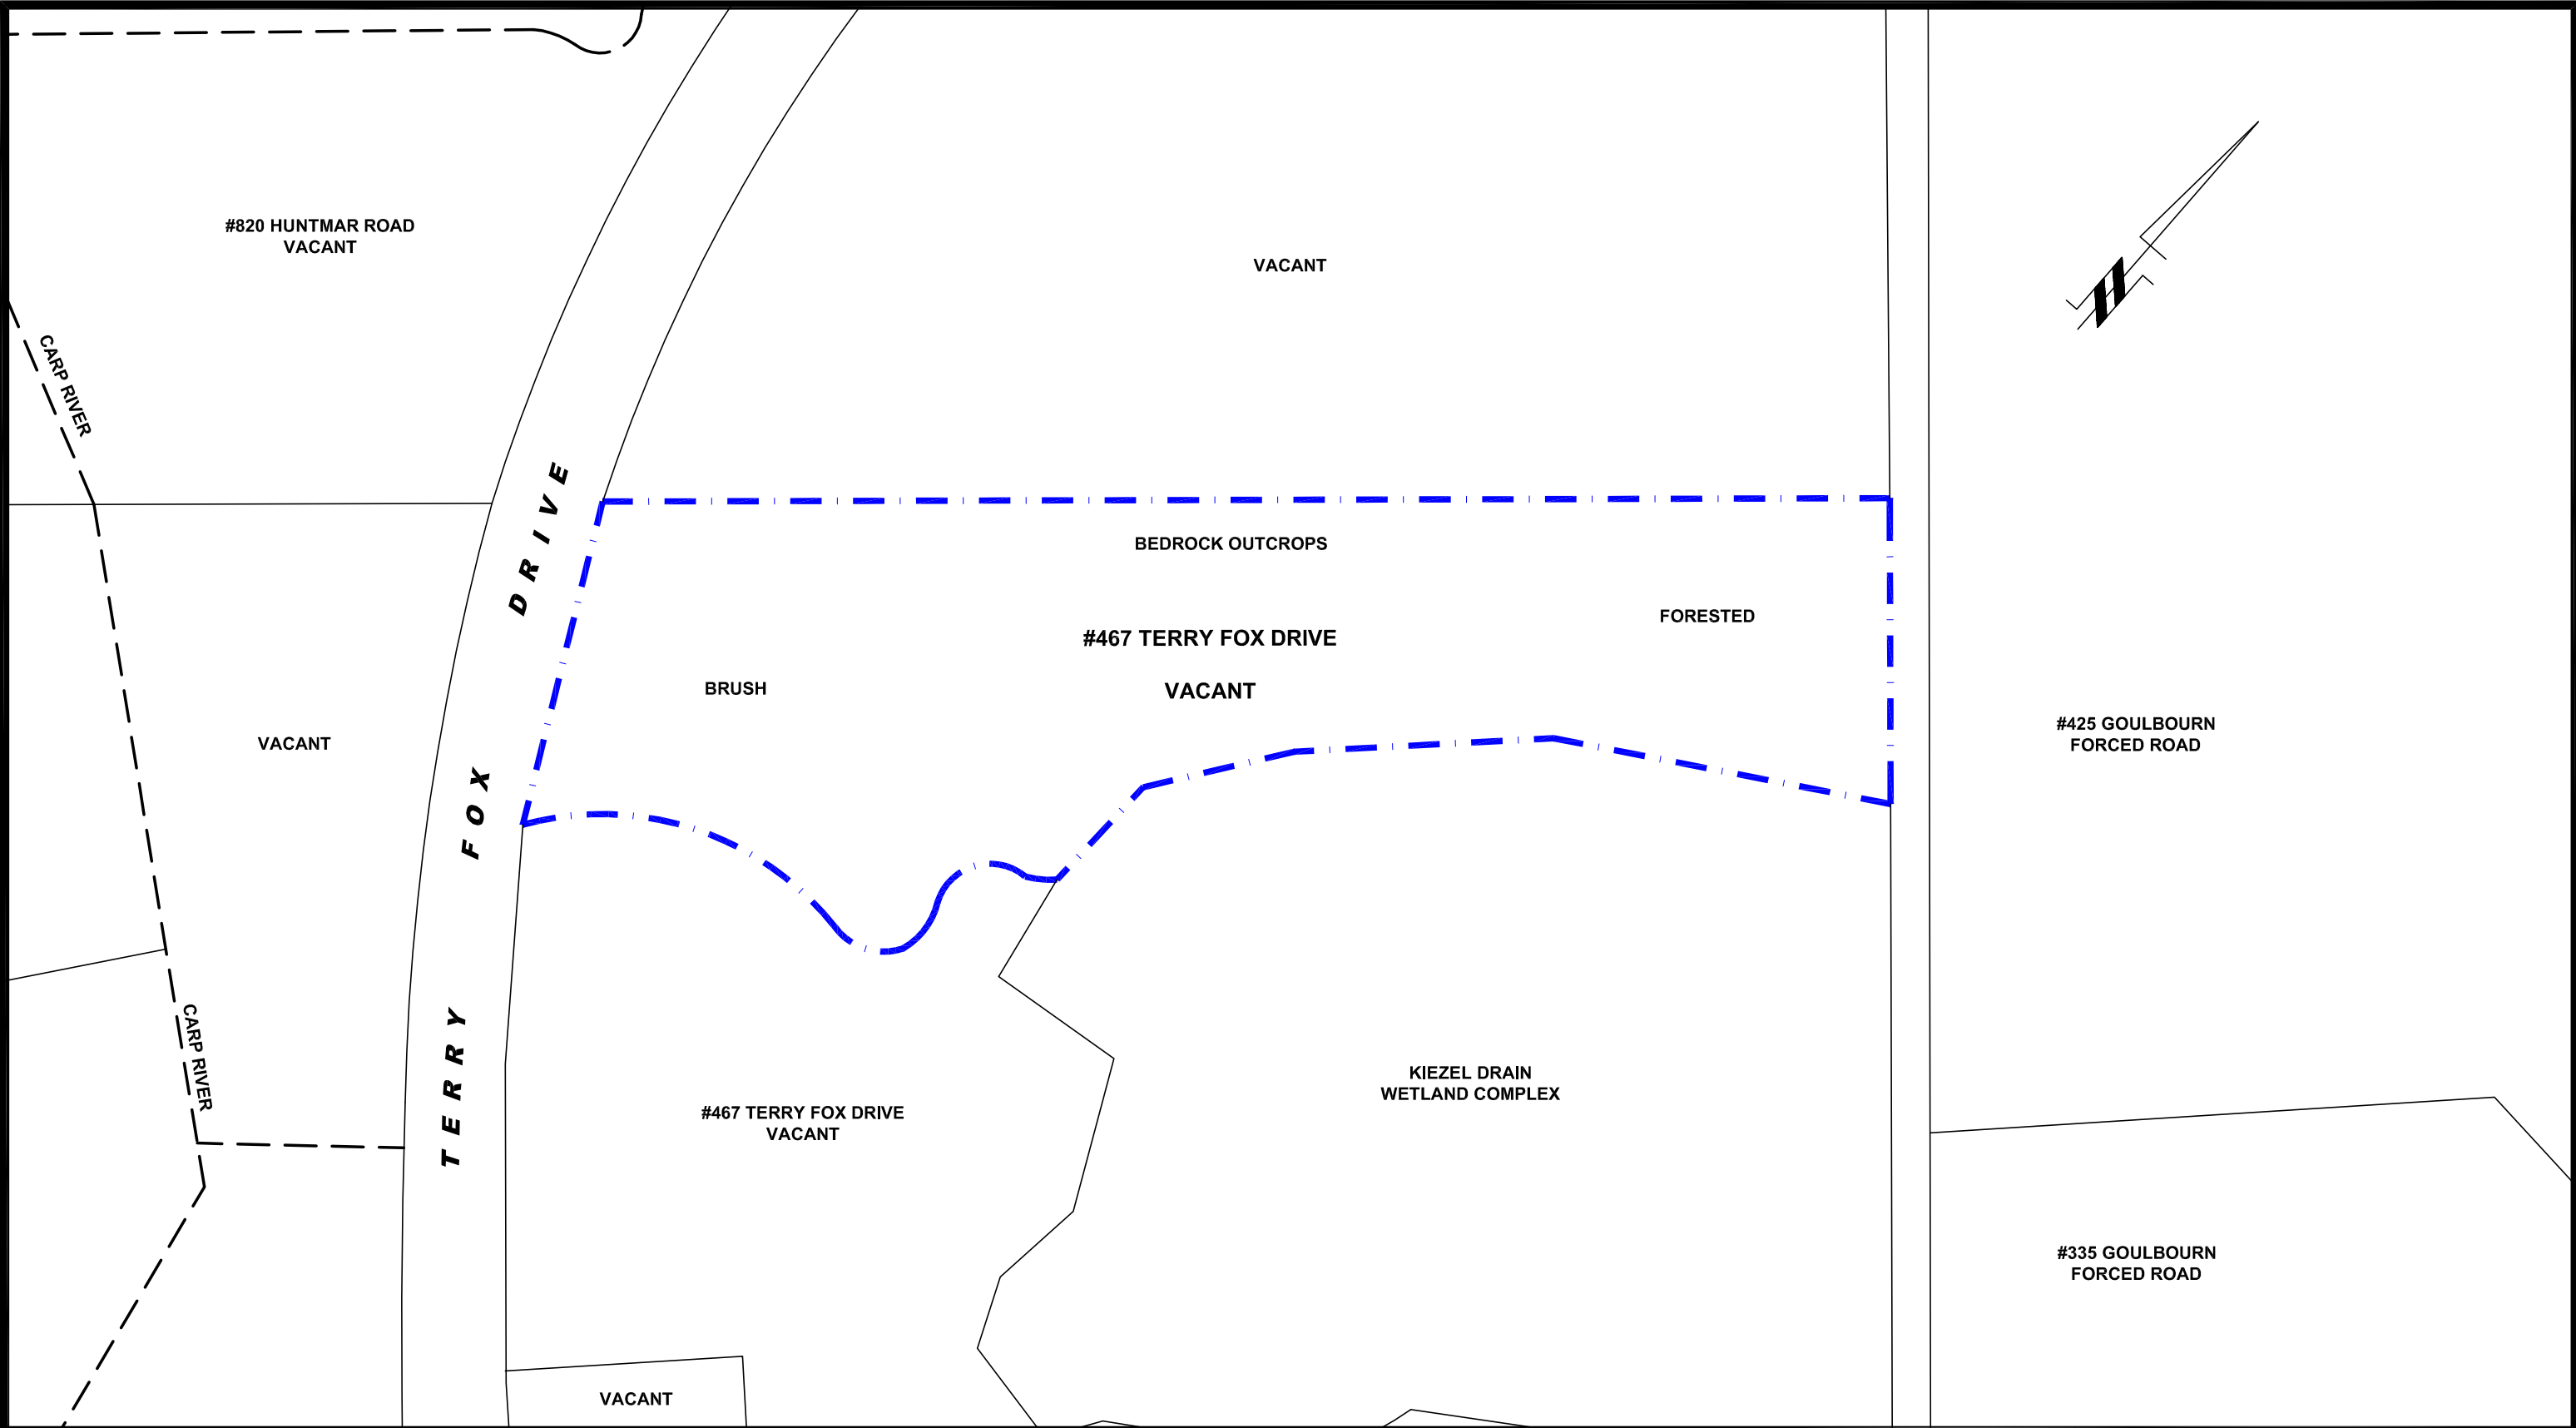 #820 HUNTMAR ROAD
VACANT
VACANT
CARP RIVER
TERRY FOX DRIVE
BEDROCK OUTCROPS
FORESTED
#467 TERRY FOX DRIVE
VACANT
BRUSH
VACANT
#425 GOULBOURN
FORCED ROAD
CARP RIVER
KIEZEL DRAIN
WETLAND COMPLEX
#467 TERRY FOX DRIVE
VACANT
#335 GOULBOURN
FORCED ROAD
VACANT